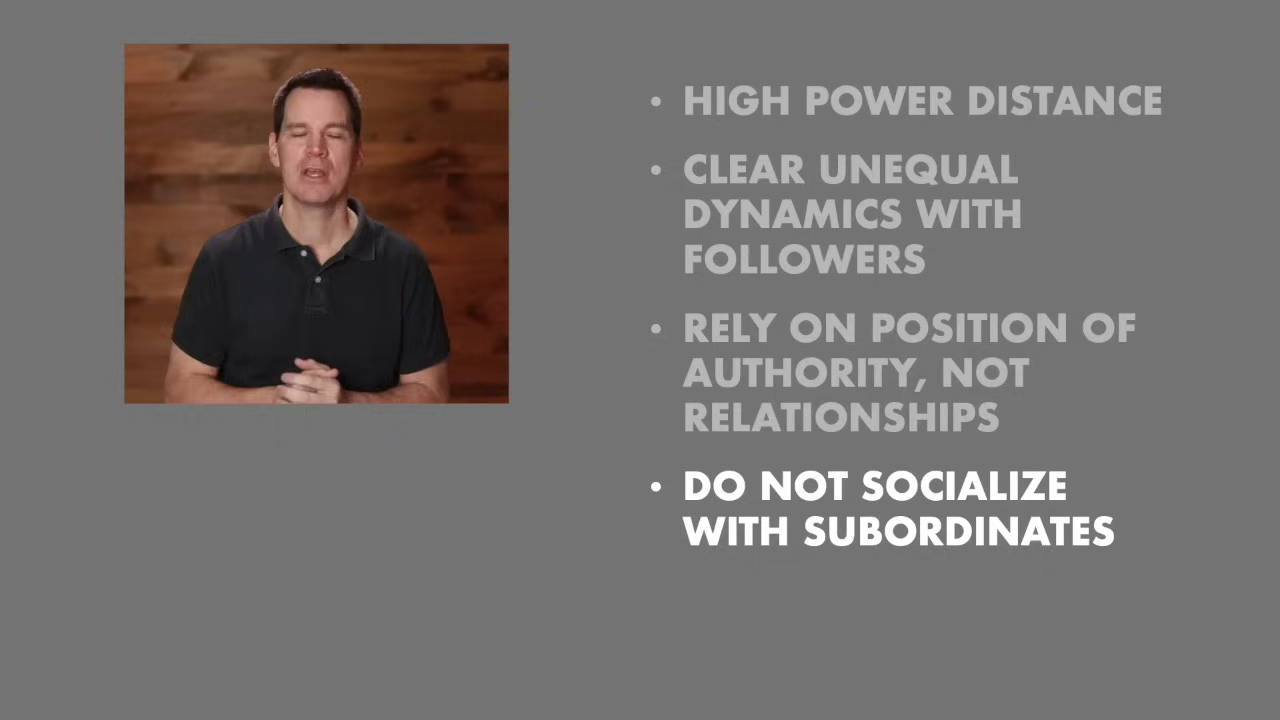 • HIGH POWER DISTANCE
• CLEAR UNEQUAL
DYNAMICS WITH
FOLLOWERS
• RELY ON POSITION OF
AUTHORITY, NOT
RELATIONSHIPS
• DO NOT SOCIALIZE
WITH SUBORDINATES